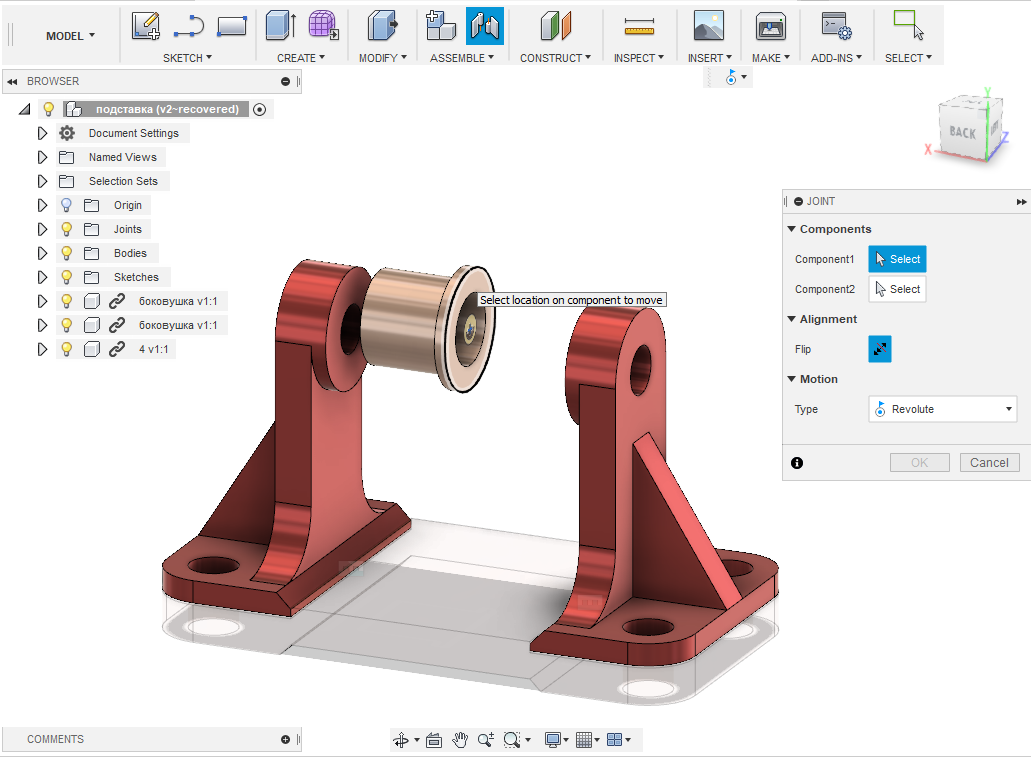 MODEL
SKETCH
CREATE
MODIFY
ASSEMBLE
CONSTRUCT
INSPECT
INSERT
MAKE
ADD-INS
SELECT
BROWSER
подставка (v2~recovered)
Document Settings
Named Views
Selection Sets
Origin
Joints
Bodies
Sketches
боковушка v1:1
боковушка v1:1
4 v1:1
Select location on component to move
Y
BACK
X
Z
JOINT
Components
Component1 Select
Component2 Select
Alignment
Flip
Motion
Type Revolute
OK Cancel
COMMENTS